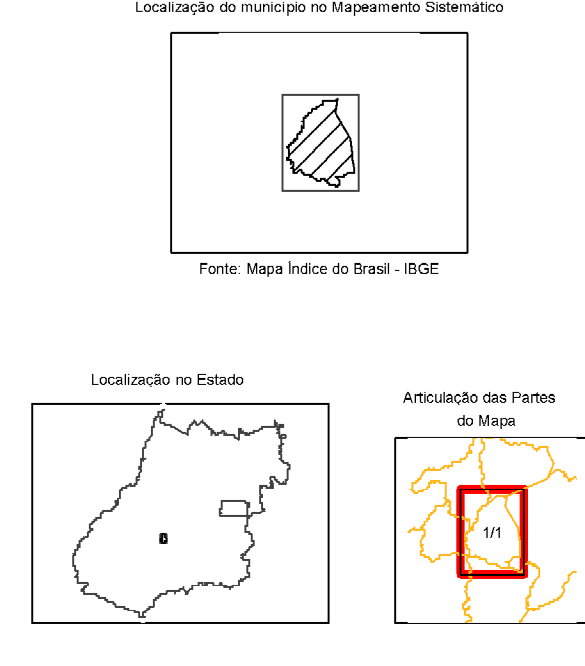 Localização do município no Mapeamento Sistemático
Fonte: Mapa Índice do Brasil - IBGE
Localização no Estado
Articulação das Partes
do Mapa
1/1